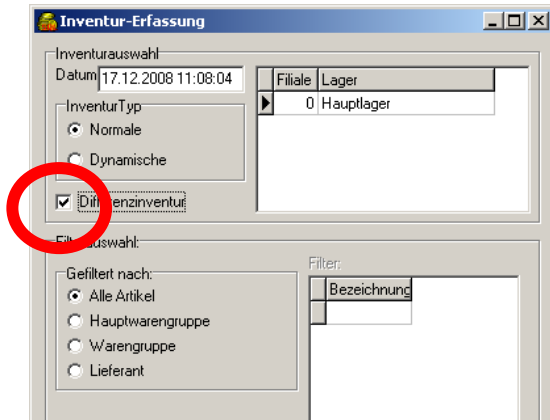 Inventur-Erfassung
Inventurauswahl
Datum 17.12.2008 11:08:04
Filiale Lager
0 Hauptlager
InventurTyp
Normale
Dynamische
Differenzinventur
Filterauswahl:
Gefiltert nach:
Filter:
Alle Artikel
Bezeichnung
Hauptwarengruppe
Warengruppe
Lieferant